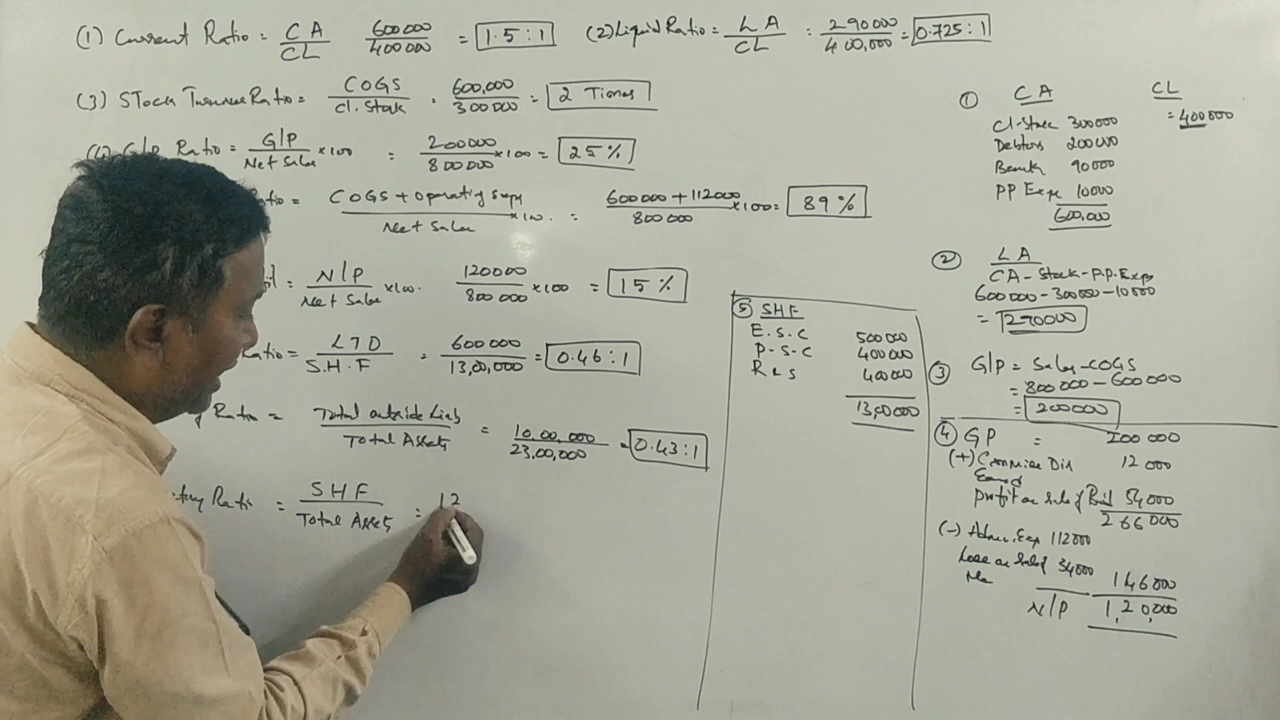 (1) Current Ratio = CA/CL 600000/400000 = 1.5 : 1 (2) Liquid Ratio = LA/CL : 290000/400,000 = 0.725 : 1
(3) Stock Turnover Ratio = COGS/Cl. Stock . 600,000/300000 = 2 Times
(4) G/P Ratio = G/P/Net Sales ×100 : 200000/800000 ×100 = 25%
Ratio = COGS + Operating Exps/Net Sales ×100. : 600000 + 112000/800000 ×100 = 89%
= N/P/Net Sales ×100. 120000/800000 ×100 = 15%
Ratio = LTD/S.H.F : 600000/13,00,000 = 0.46 : 1
Ratio = Total outside Liab/Total Assets = 10,00,000/23,00,000 = 0.43 : 1
Ratio = SHF/Total Assets = 12
(5) SHF
E.S.C 500000
P.S.C 400000
R & S 400000
13,00000
(1) CA CL
Cl. Stock 300000 = 400000
Debtors 200000
Bank 90000
PP Exp 10000
600,000
(2) LA
CA - Stock - P.P. Exp
600000 - 300000 - 10000
= 290000
(3) G/P = Sales - COGS
= 800000 - 600000
= 200000
(4) GP = 200000
(+) Dis 12000
Earned
Profit on Sale of 54000
266000
(-) Exp 112000
Loss on Sale of 34000
146000
N/P 1,20,000